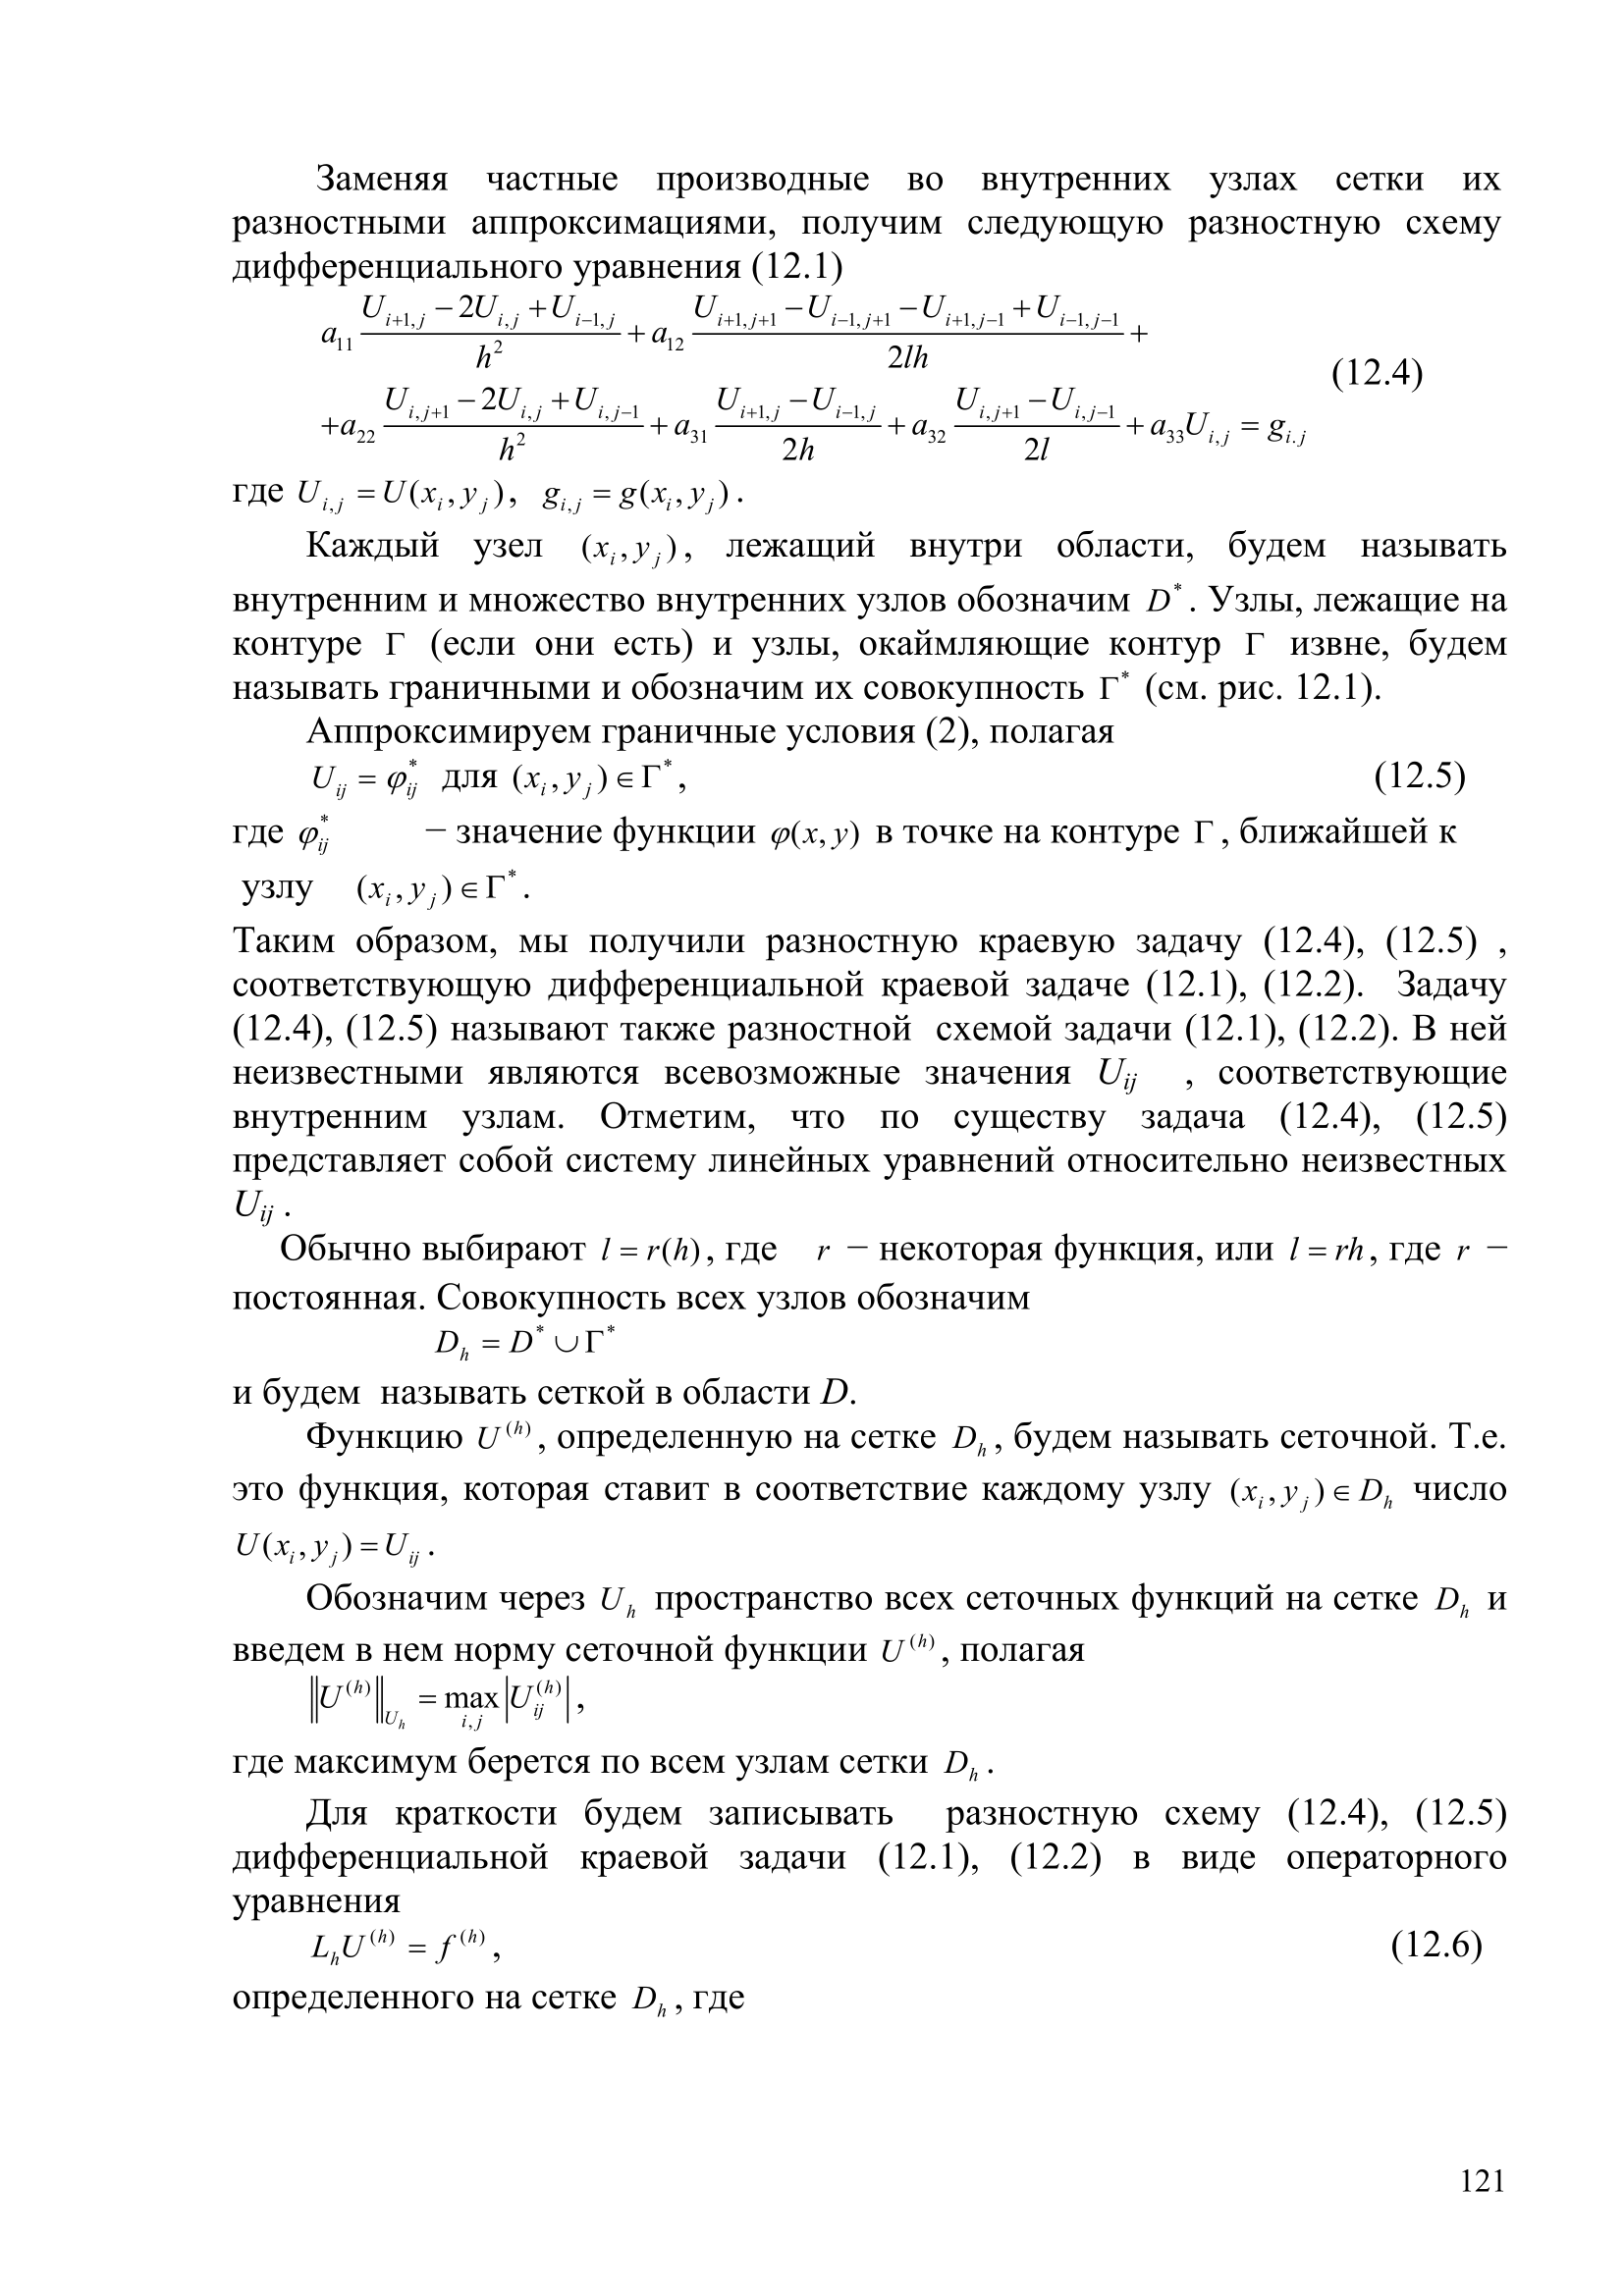 Заменяя частные производные во внутренних узлах сетки их
разностными аппроксимациями, получим следующую разностную схему
дифференциального уравнения (12.1)
$a_{11}\frac{U_{i+1,j}-2U_{i,j}+U_{i-1,j}}{h^2}+a_{12}\frac{U_{i+1,j+1}-U_{i-1,j+1}-U_{i+1,j-1}+U_{i-1,j-1}}{2lh}+$
(12.4)
$+a_{22}\frac{U_{i,j+1}-2U_{i,j}+U_{i,j-1}}{h^2}+a_{31}\frac{U_{i+1,j}-U_{i-1,j}}{2h}+a_{32}\frac{U_{i,j+1}-U_{i,j-1}}{2l}+a_{33}U_{i,j}=g_{i.j}$
где $U_{i,j}=U(x_i,y_j)$, $g_{i,j}=g(x_i,y_j)$.
Каждый узел $(x_i,y_j)$, лежащий внутри области, будем называть
внутренним и множество внутренних узлов обозначим $D^*$. Узлы, лежащие на
контуре Г (если они есть) и узлы, окаймляющие контур Г извне, будем
называть граничными и обозначим их совокупность $Г^*$ (см. рис. 12.1).
Аппроксимируем граничные условия (2), полагая
$U_{ij}=\varphi_{ij}^*$ для $(x_i,y_j)\in Г^*$, (12.5)
где $\varphi_{ij}^*$ − значение функции $\varphi(x,y)$ в точке на контуре Г, ближайшей к
узлу $(x_i,y_j)\in Г^*$.
Таким образом, мы получили разностную краевую задачу (12.4), (12.5) ,
соответствующую дифференциальной краевой задаче (12.1), (12.2). Задачу
(12.4), (12.5) называют также разностной схемой задачи (12.1), (12.2). В ней
неизвестными являются всевозможные значения $U_{ij}$ , соответствующие
внутренним узлам. Отметим, что по существу задача (12.4), (12.5)
представляет собой систему линейных уравнений относительно неизвестных
$U_{ij}$ .
Обычно выбирают $l=r(h)$, где $r$ − некоторая функция, или $l=rh$, где $r$ −
постоянная. Совокупность всех узлов обозначим
$D_h=D^*\cup Г^*$
и будем называть сеткой в области D.
Функцию $U^{(h)}$, определенную на сетке $D_h$, будем называть сеточной. Т.е.
это функция, которая ставит в соответствие каждому узлу $(x_i,y_j)\in D_h$ число
$U(x_i,y_j)=U_{ij}$.
Обозначим через $U_h$ пространство всех сеточных функций на сетке $D_h$ и
введем в нем норму сеточной функции $U^{(h)}$, полагая
$\left\|U^{(h)}\right\|_{U_h}=\max_{i,j}\left|U_{ij}^{(h)}\right|$,
где максимум берется по всем узлам сетки $D_h$.
Для краткости будем записывать разностную схему (12.4), (12.5)
дифференциальной краевой задачи (12.1), (12.2) в виде операторного
уравнения
$L_hU^{(h)}=f^{(h)}$, (12.6)
определенного на сетке $D_h$, где
121